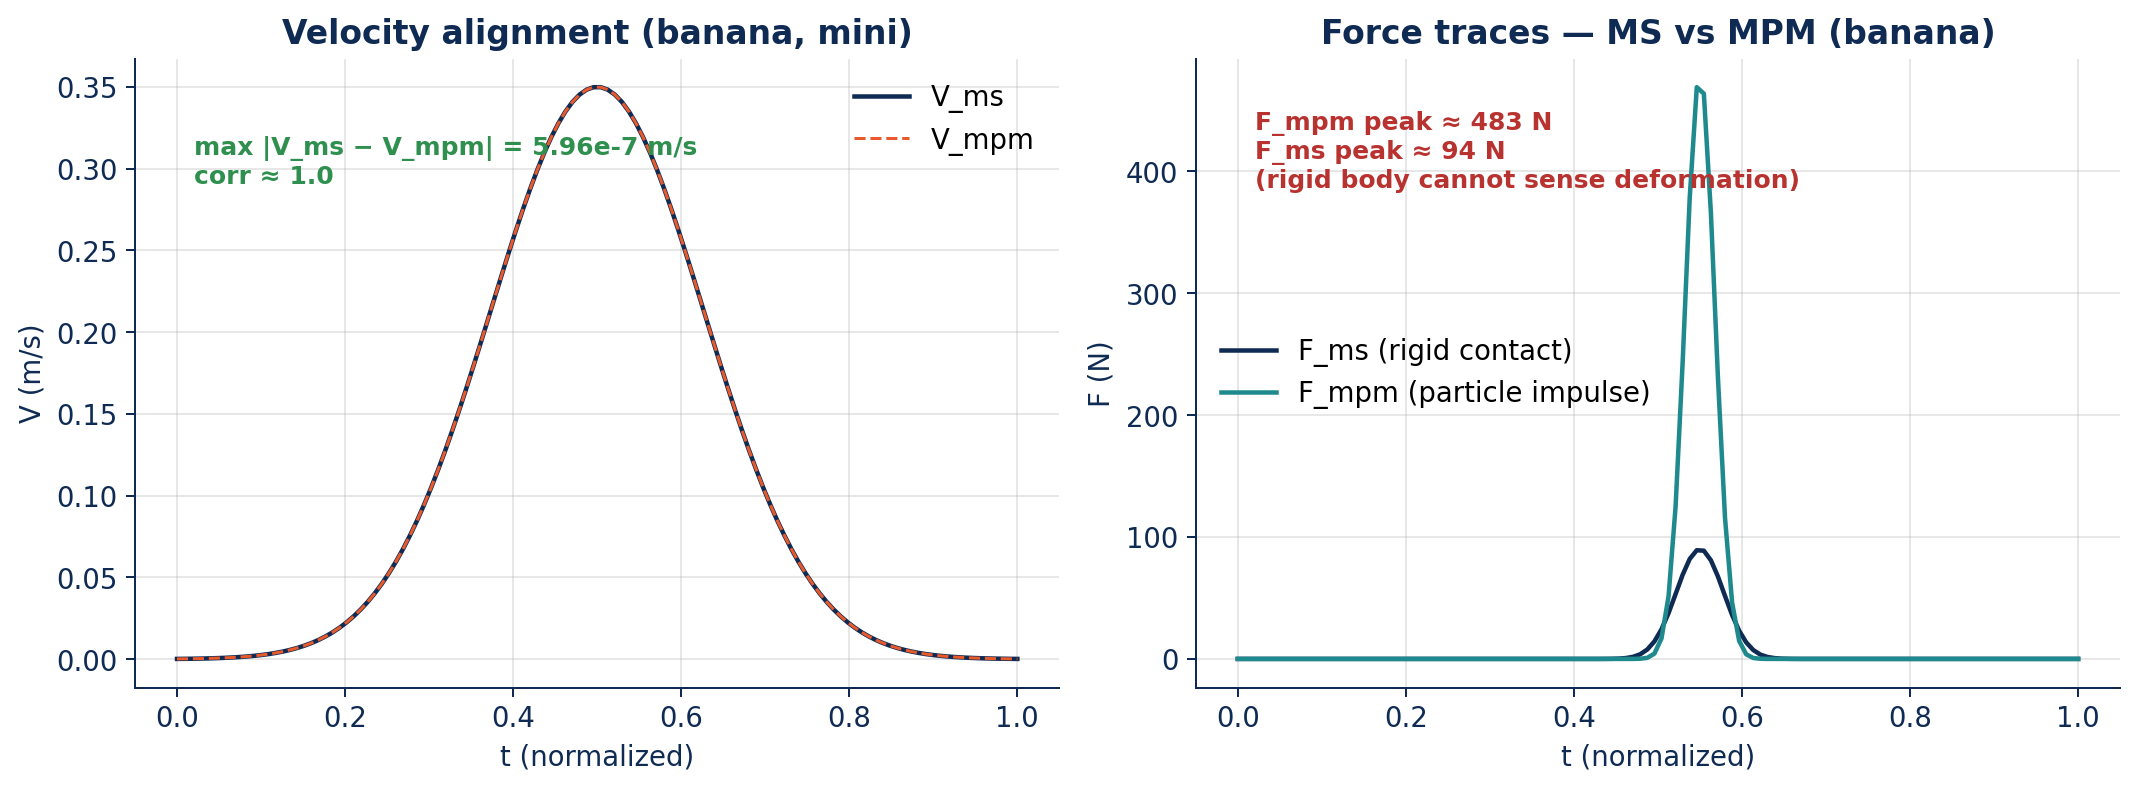 Velocity alignment (banana, mini)
V (m/s)
0.35
0.30
0.25
0.20
0.15
0.10
0.05
0.00
max |V_ms − V_mpm| = 5.96e-7 m/s
corr ≈ 1.0
V_ms
V_mpm
0.0 0.2 0.4 0.6 0.8 1.0
t (normalized)
Force traces — MS vs MPM (banana)
F (N)
400
300
200
100
0
F_mpm peak ≈ 483 N
F_ms peak ≈ 94 N
(rigid body cannot sense deformation)
F_ms (rigid contact)
F_mpm (particle impulse)
0.0 0.2 0.4 0.6 0.8 1.0
t (normalized)